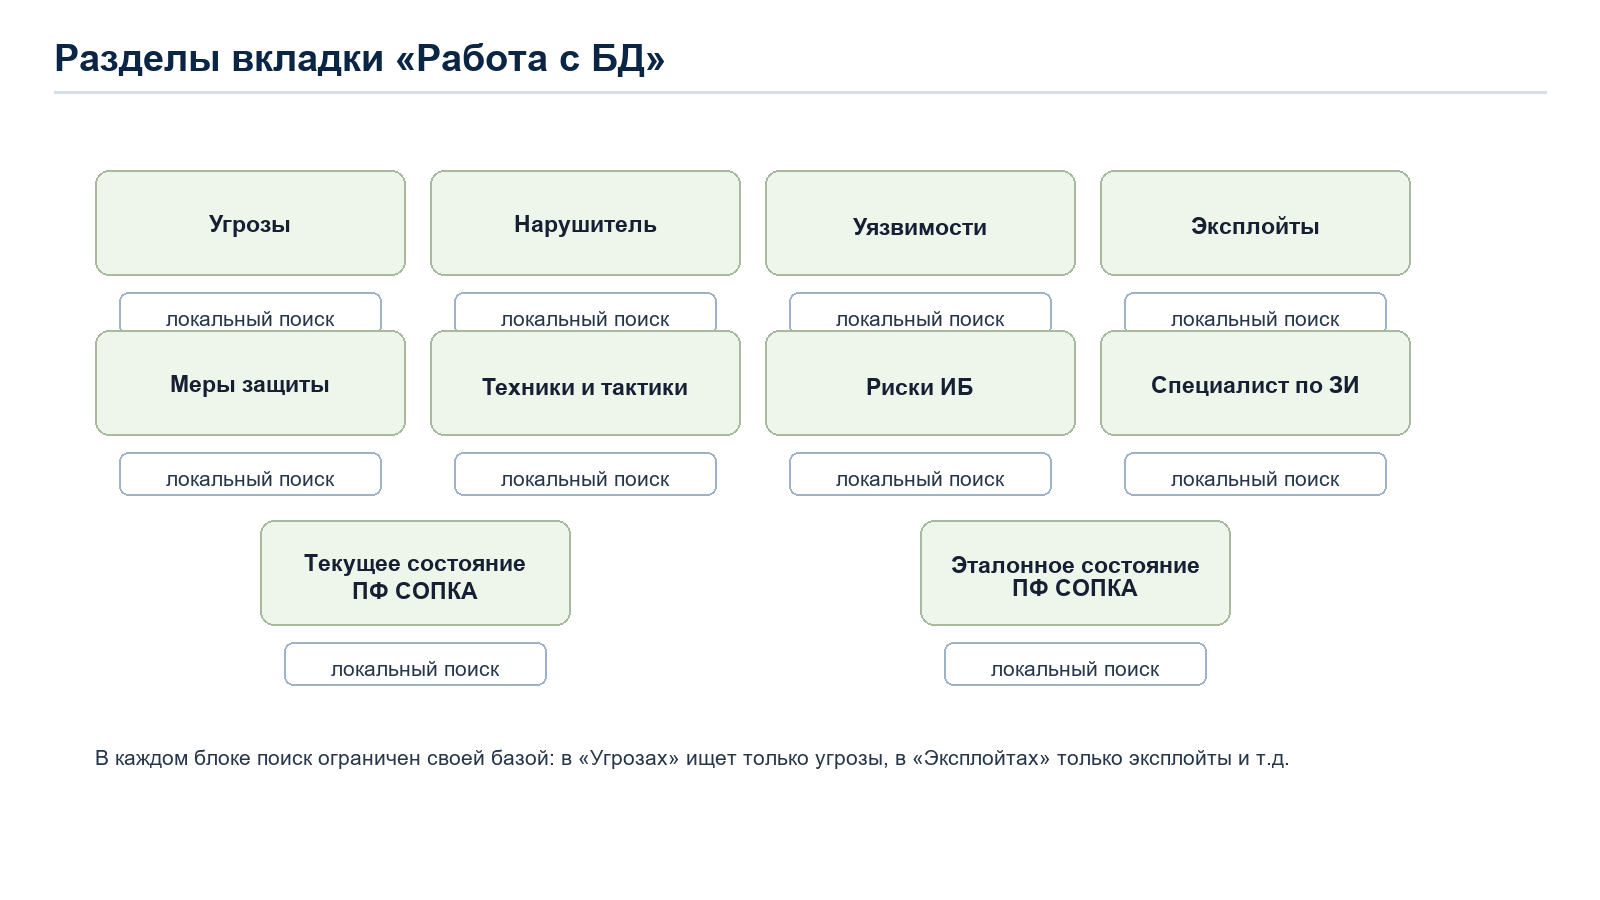 Разделы вкладки «Работа с БД»
Угрозы
Нарушитель
Уязвимости
Эксплойты
локальный поиск
локальный поиск
локальный поиск
локальный поиск
Меры защиты
Техники и тактики
Риски ИБ
Специалист по ЗИ
локальный поиск
локальный поиск
локальный поиск
локальный поиск
Текущее состояние
ПФ СОПКА
Эталонное состояние
ПФ СОПКА
локальный поиск
локальный поиск
В каждом блоке поиск ограничен своей базой: в «Угрозах» ищет только угрозы, в «Эксплойтах» только эксплойты и т.д.